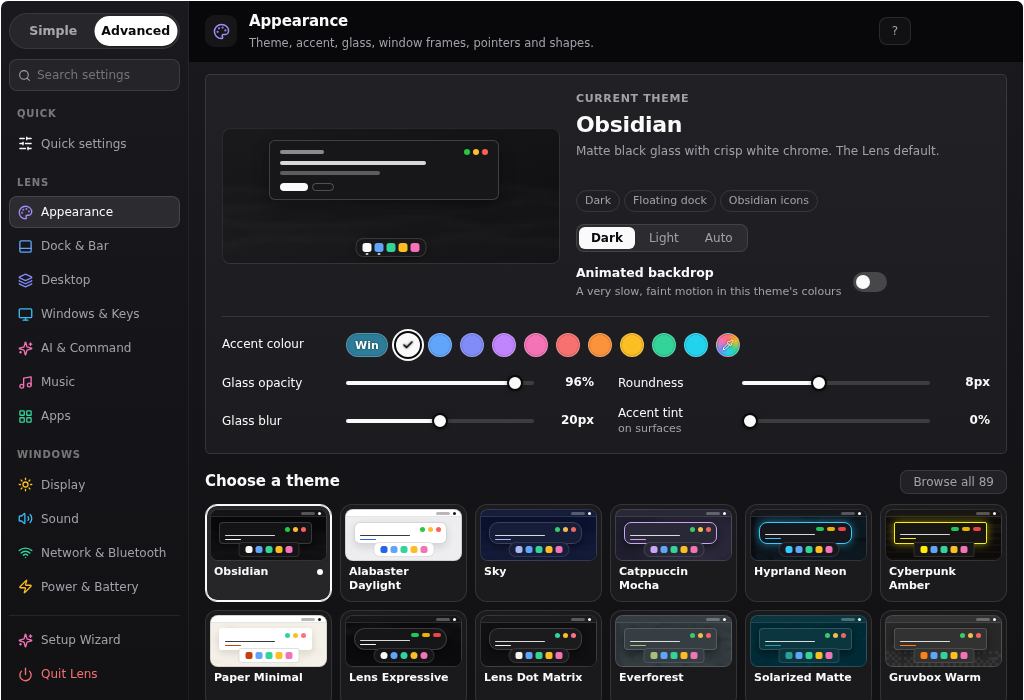 Simple
Advanced
Search settings
QUICK
Quick settings
LENS
Appearance
Dock & Bar
Desktop
Windows & Keys
AI & Command
Music
Apps
WINDOWS
Display
Sound
Network & Bluetooth
Power & Battery
Setup Wizard
Quit Lens
Appearance
Theme, accent, glass, window frames, pointers and shapes.
?
CURRENT THEME
Obsidian
Matte black glass with crisp white chrome. The Lens default.
Dark
Floating dock
Obsidian icons
Dark
Light
Auto
Animated backdrop
A very slow, faint motion in this theme's colours
Accent colour
Win
Glass opacity
96%
Roundness
8px
Glass blur
20px
Accent tint
on surfaces
0%
Choose a theme
Browse all 89
Obsidian
Alabaster
Daylight
Sky
Catppuccin
Mocha
Hyprland Neon
Cyberpunk
Amber
Paper Minimal
Lens Expressive
Lens Dot Matrix
Everforest
Solarized Matte
Gruvbox Warm